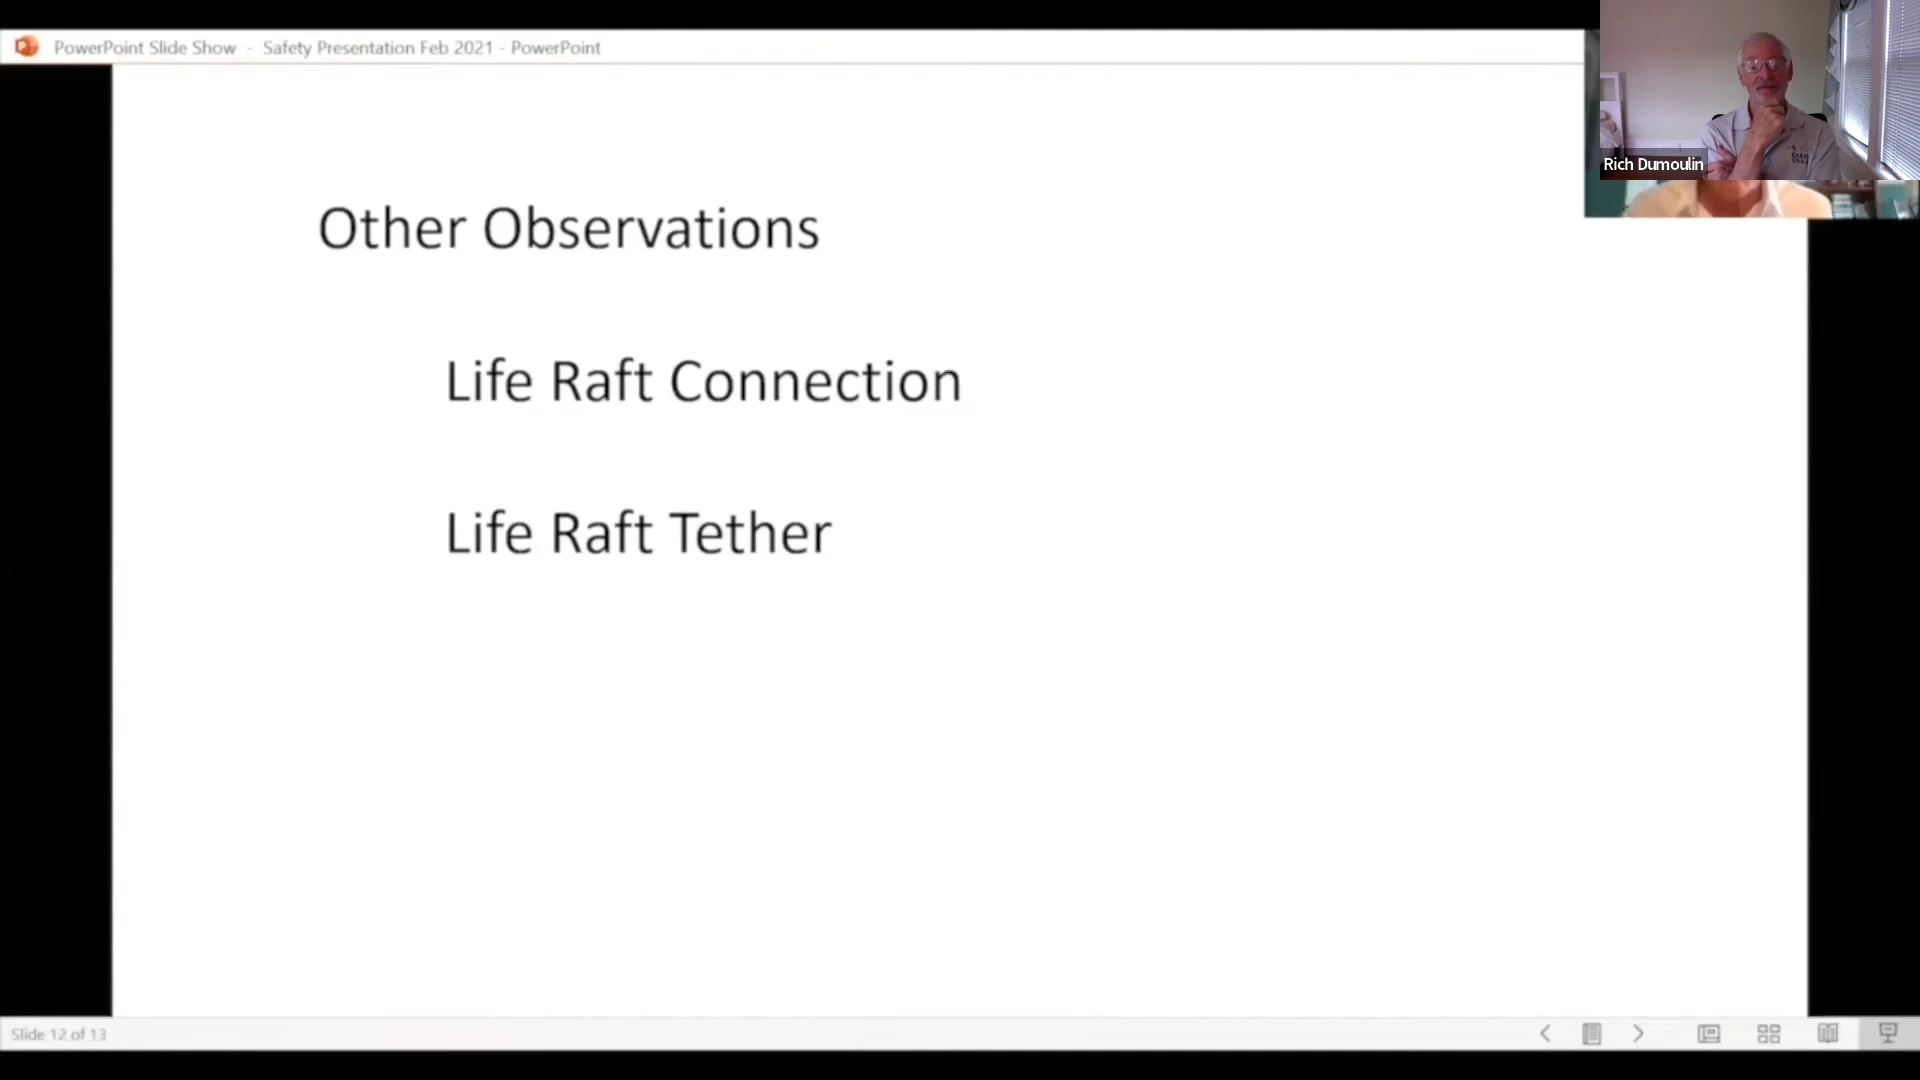 PowerPoint Slide Show - Safety Presentation Feb 2021 - PowerPoint
Rich Dumoulin
Other Observations
Life Raft Connection
Life Raft Tether
Slide 12 of 13